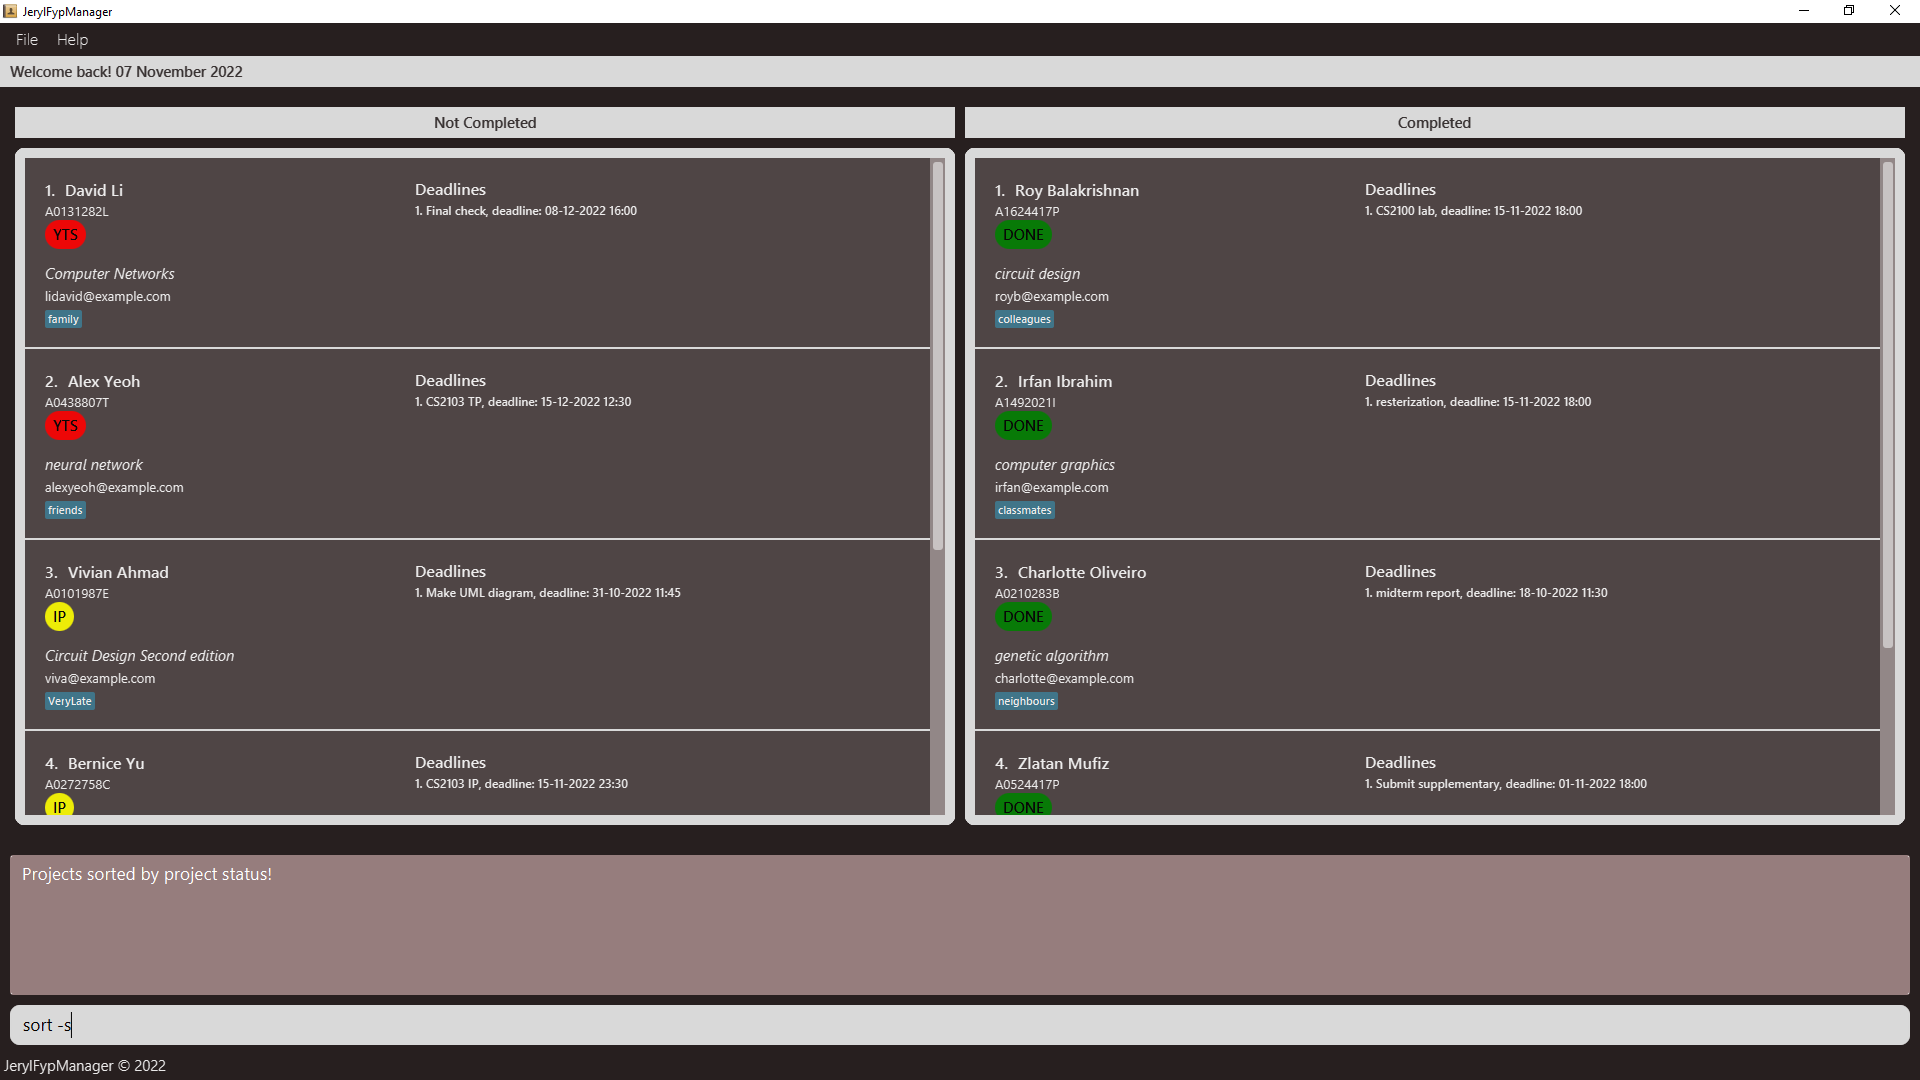 JerylFypManager
File Help
Welcome back! 07 November 2022
Not Completed
1. David Li
A0131282L
YTS
Computer Networks
lidavid@example.com
family
Deadlines
1. Final check, deadline: 08-12-2022 16:00
2. Alex Yeoh
A0438807T
YTS
neural network
alexyeoh@example.com
friends
Deadlines
1. CS2103 TP, deadline: 15-12-2022 12:30
3. Vivian Ahmad
A0101987E
IP
Circuit Design Second edition
viva@example.com
VeryLate
Deadlines
1. Make UML diagram, deadline: 31-10-2022 11:45
4. Bernice Yu
A0272758C
IP
Deadlines
1. CS2103 IP, deadline: 15-11-2022 23:30
Completed
1. Roy Balakrishnan
A1624417P
DONE
circuit design
royb@example.com
colleagues
Deadlines
1. CS2100 lab, deadline: 15-11-2022 18:00
2. Irfan Ibrahim
A1492021I
DONE
computer graphics
irfan@example.com
classmates
Deadlines
1. resterization, deadline: 15-11-2022 18:00
3. Charlotte Oliveiro
A0210283B
DONE
genetic algorithm
charlotte@example.com
neighbours
Deadlines
1. midterm report, deadline: 18-10-2022 11:30
4. Zlatan Mufiz
A0524417P
DONE
Deadlines
1. Submit supplementary, deadline: 01-11-2022 18:00
Projects sorted by project status!
sort -s
JerylFypManager © 2022